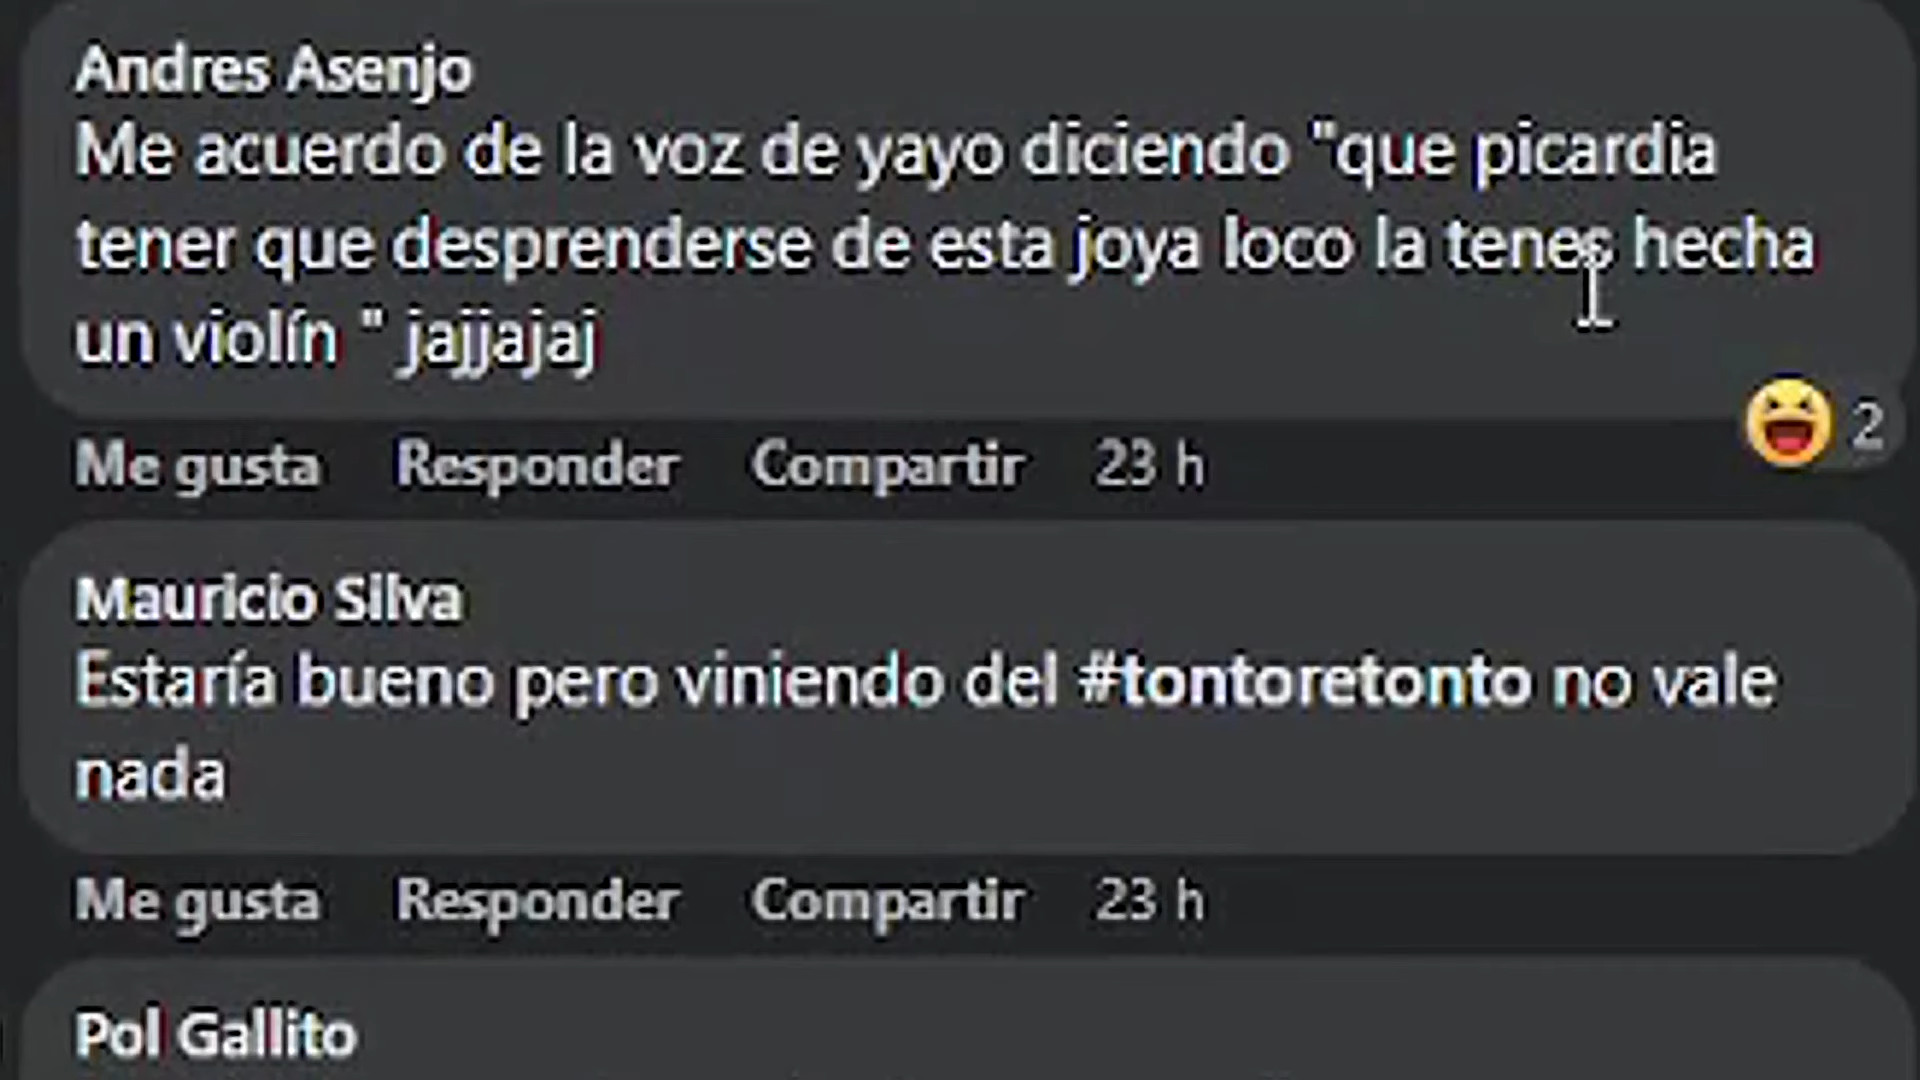 Andres Asenjo
Me acuerdo de la voz de yayo diciendo "que picardia
tener que desprenderse de esta joya loco la tenes hecha
un violín " jajjajaj
2
Me gusta Responder Compartir 23 h
Mauricio Silva
Estaría bueno pero viniendo del #tontoretonto no vale
nada
Me gusta Responder Compartir 23 h
Pol Gallito